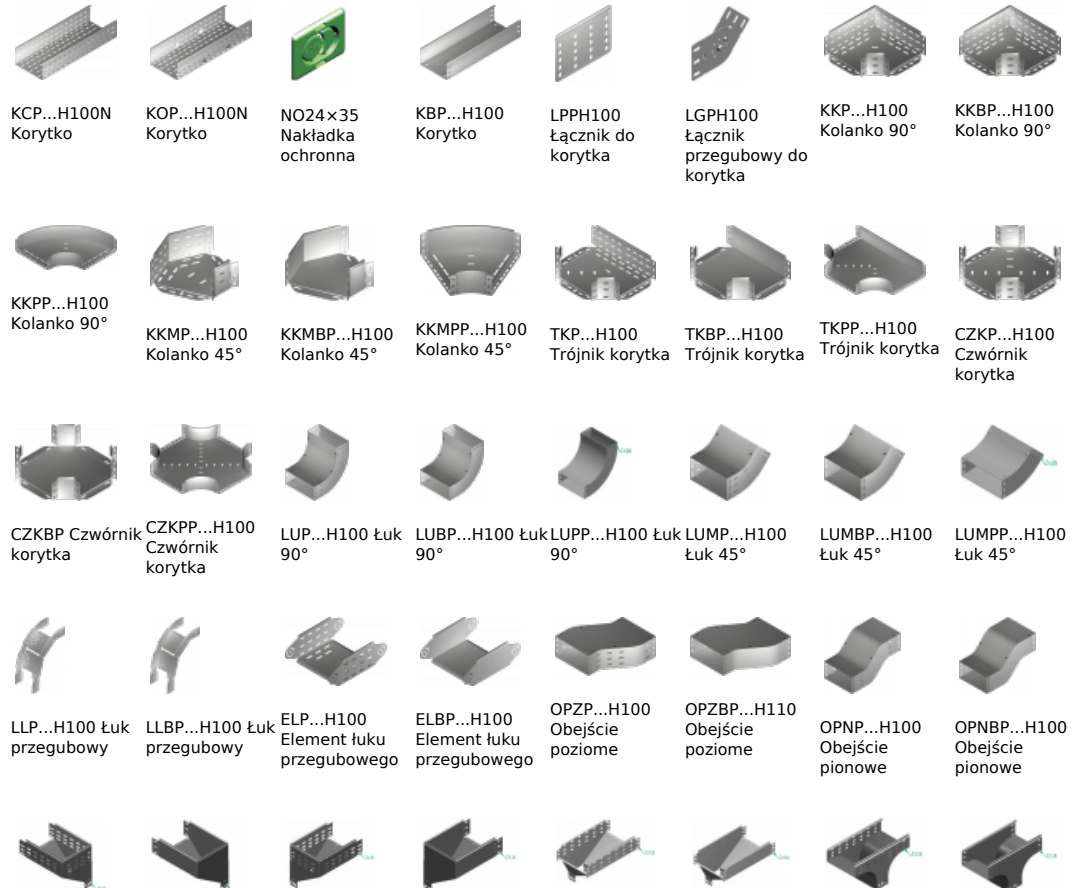 KCP...H100N
Korytko
KOP...H100N
Korytko
NO24×35
Nakładka
ochronna
KBP...H100
Korytko
LPPH100
Łącznik do
korytka
LGPH100
Łącznik
przegubowy do
korytka
KKP...H100
Kolanko 90°
KKBP...H100
Kolanko 90°
KKPP...H100
Kolanko 90°
KKMP...H100
Kolanko 45°
KKMBP...H100
Kolanko 45°
KKMPP...H100
Kolanko 45°
TKP...H100
Trójnik korytka
TKBP...H100
Trójnik korytka
TKPP...H100
Trójnik korytka
CZKP...H100
Czwórnik
korytka
CZKBP Czwórnik
korytka
CZKPP...H100
Czwórnik
korytka
LUP...H100 Łuk
90°
LUBP...H100 Łuk
90°
LUPP...H100 Łuk
90°
LUMP...H100
Łuk 45°
LUMBP...H100
Łuk 45°
LUMPP...H100
Łuk 45°
LLP...H100 Łuk
przegubowy
LLBP...H100 Łuk
przegubowy
ELP...H100
Element łuku
przegubowego
ELBP...H100
Element łuku
przegubowego
OPZP...H100
Obejście
poziome
OPZBP...H110
Obejście
poziome
OPNP...H100
Obejście
pionowe
OPNBP...H100
Obejście
pionowe